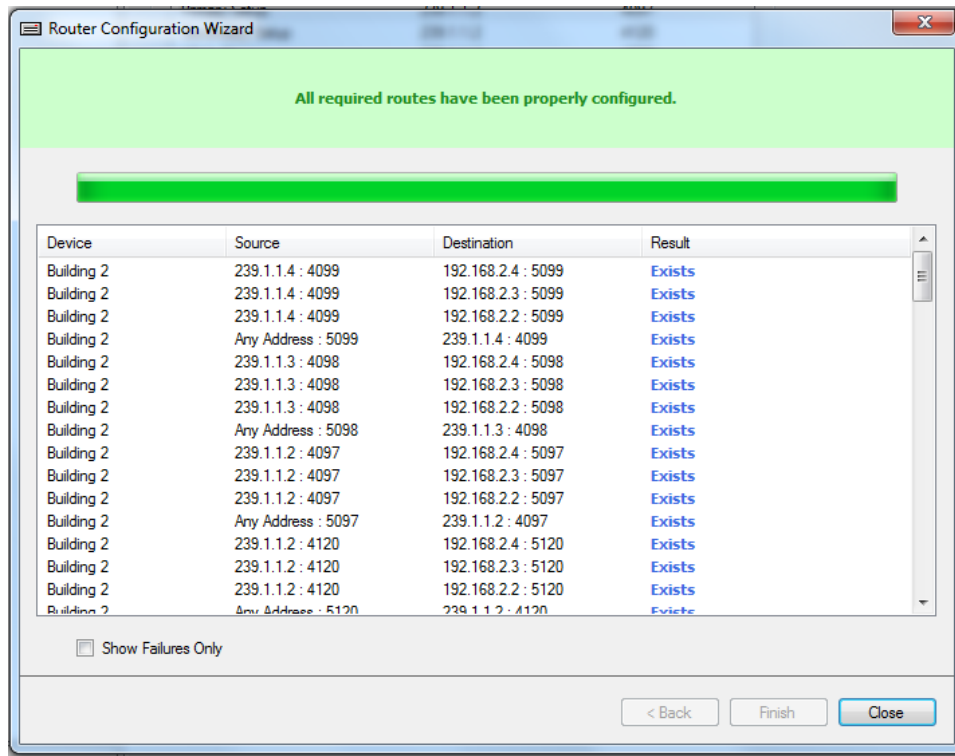 Router Configuration Wizard
All required routes have been properly configured.
Device Source Destination Result
Building 2 239.1.1.4 : 4099 192.168.2.4 : 5099 Exists
Building 2 239.1.1.4 : 4099 192.168.2.3 : 5099 Exists
Building 2 239.1.1.4 : 4099 192.168.2.2 : 5099 Exists
Building 2 Any Address : 5099 239.1.1.4 : 4099 Exists
Building 2 239.1.1.3 : 4098 192.168.2.4 : 5098 Exists
Building 2 239.1.1.3 : 4098 192.168.2.3 : 5098 Exists
Building 2 239.1.1.3 : 4098 192.168.2.2 : 5098 Exists
Building 2 Any Address : 5098 239.1.1.3 : 4098 Exists
Building 2 239.1.1.2 : 4097 192.168.2.4 : 5097 Exists
Building 2 239.1.1.2 : 4097 192.168.2.3 : 5097 Exists
Building 2 239.1.1.2 : 4097 192.168.2.2 : 5097 Exists
Building 2 Any Address : 5097 239.1.1.2 : 4097 Exists
Building 2 239.1.1.2 : 4120 192.168.2.4 : 5120 Exists
Building 2 239.1.1.2 : 4120 192.168.2.3 : 5120 Exists
Building 2 239.1.1.2 : 4120 192.168.2.2 : 5120 Exists
Building 2 Any Address : 5120 239.1.1.2 : 4120 Exists
Show Failures Only
< Back Finish Close